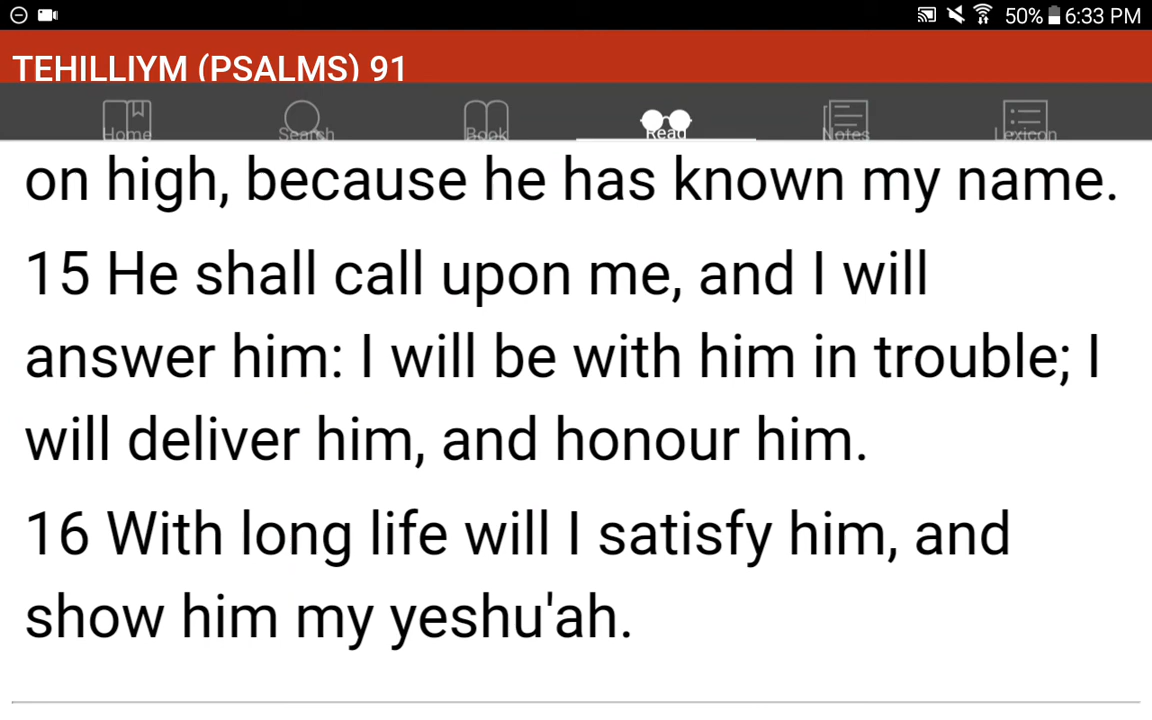 50% 6:33 PM
TEHILLIYM (PSALMS) 91
Home Search Book Read Notes Lexicon
on high, because he has known my name.
15 He shall call upon me, and I will
answer him: I will be with him in trouble; I
will deliver him, and honour him.
16 With long life will I satisfy him, and
show him my yeshu'ah.